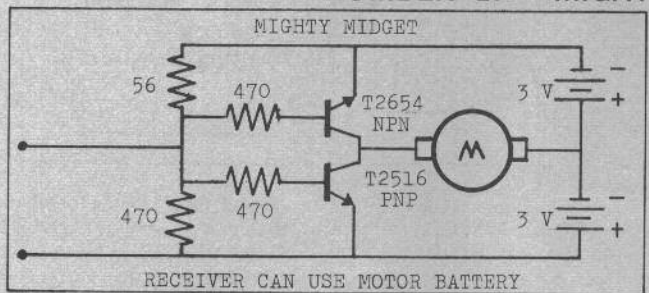 MIGHTY MIDGET
56
470
T2654
NPN
3 V
-
+
M
T2516
PNP
470
470
3 V
-
+
RECEIVER CAN USE MOTOR BATTERY